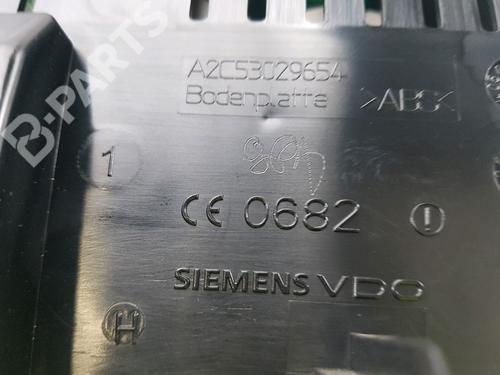 A2C53029654
Bodenplatte >ABS<
1
CE 0682
SIEMENS VDO
H
B-PARTS